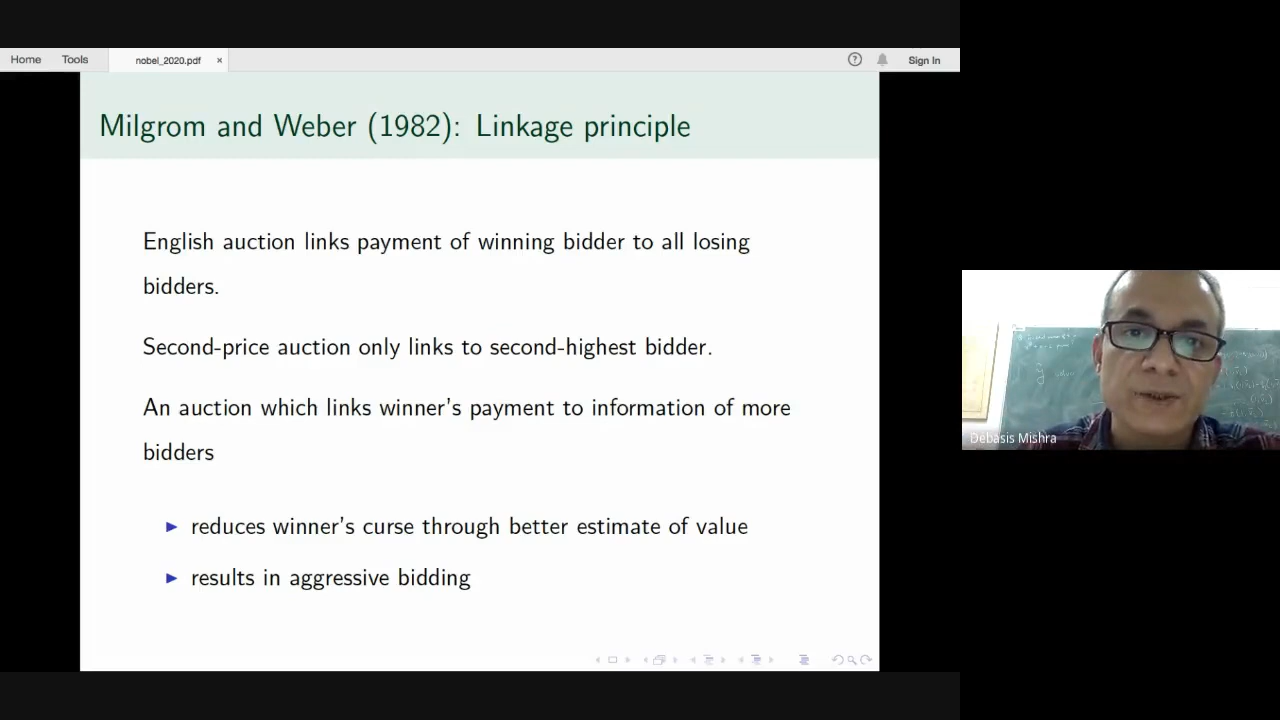 Home Tools nobel_2020.pdf × ? Sign In
Milgrom and Weber (1982): Linkage principle
English auction links payment of winning bidder to all losing
bidders.
Second-price auction only links to second-highest bidder.
An auction which links winner's payment to information of more
bidders
▶ reduces winner's curse through better estimate of value
▶ results in aggressive bidding
Debasis Mishra